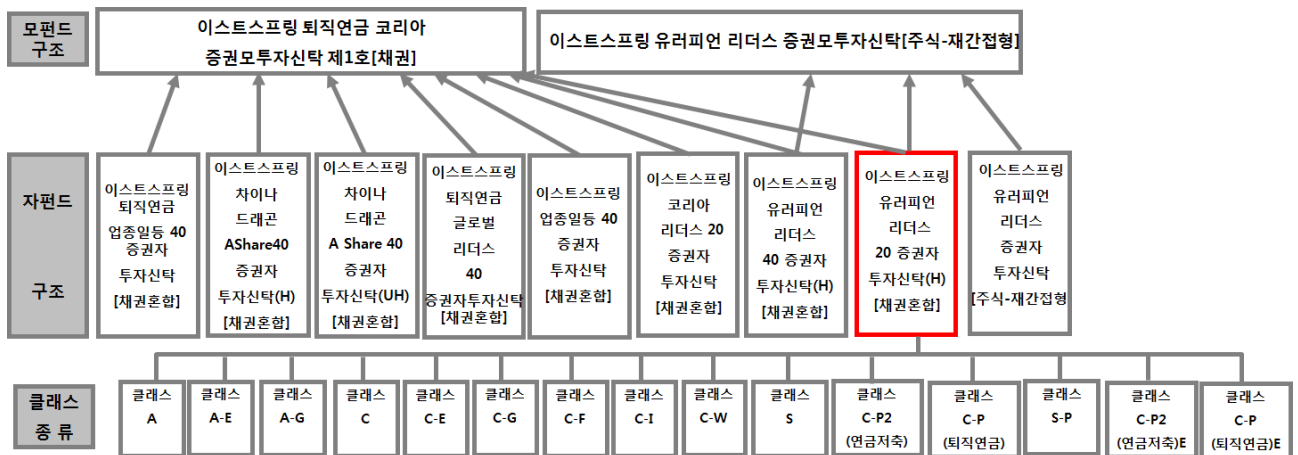 모펀드
구조
이스트스프링 퇴직연금 코리아
증권모투자신탁 제1호[채권]
이스트스프링 유러피언 리더스 증권모투자신탁[주식-재간접형]
자펀드
구조
이스트스프링
퇴직연금
업종일등 40
증권자
투자신탁
[채권혼합]
이스트스프링
차이나
드래곤
AShare40
증권자
투자신탁(H)
[채권혼합]
이스트스프링
차이나
드래곤
A Share 40
증권자
투자신탁(UH)
[채권혼합]
이스트스프링
퇴직연금
글로벌
리더스
40
증권자투자신탁
[채권혼합]
이스트스프링
업종일등 40
증권자
투자신탁
[채권혼합]
이스트스프링
코리아
리더스 20
증권자
투자신탁
[채권혼합]
이스트스프링
유러피언
리더스
40 증권자
투자신탁(H)
[채권혼합]
이스트스프링
유러피언
리더스
20 증권자
투자신탁(H)
[채권혼합]
이스트스프링
유러피언
리더스
증권자
투자신탁
[주식-재간접형
클래스
종 류
클래스
A
클래스
A-E
클래스
A-G
클래스
C
클래스
C-E
클래스
C-G
클래스
C-F
클래스
C-I
클래스
C-W
클래스
S
클래스
C-P2
(연금저축)
클래스
C-P
(퇴직연금)
클래스
S-P
클래스
C-P2
(연금저축)E
클래스
C-P
(퇴직연금)E